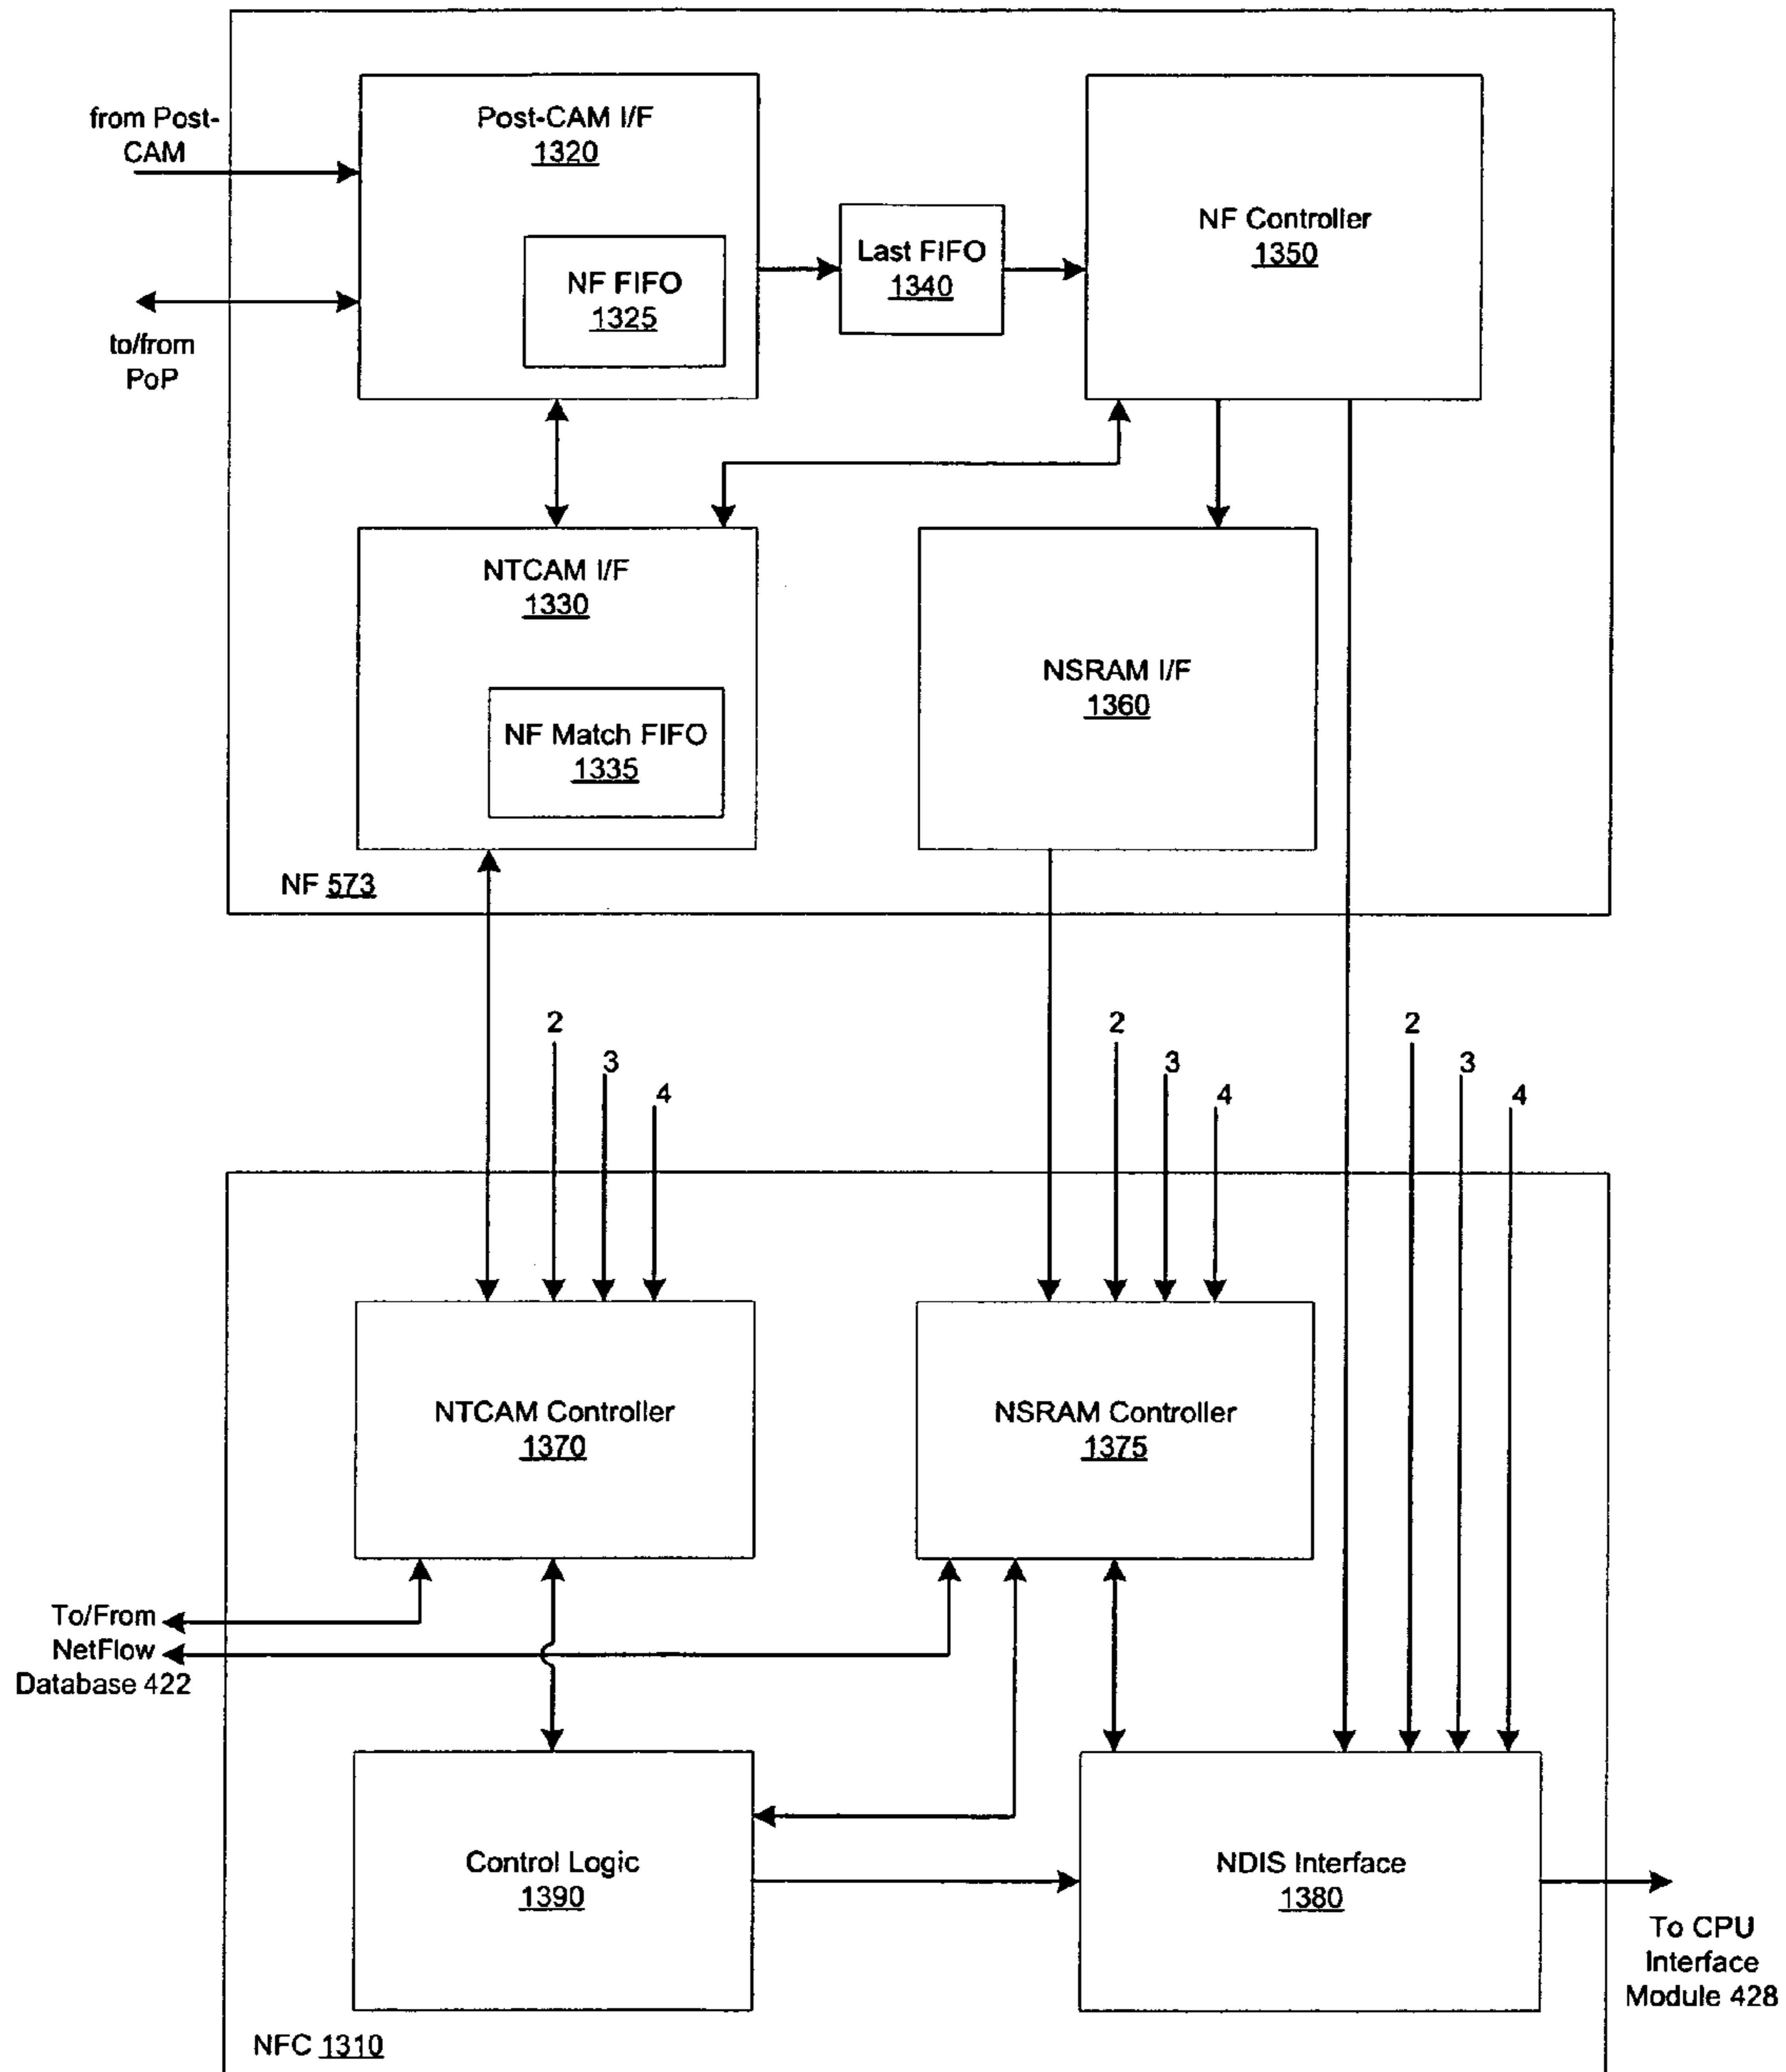 from Post-
CAM
to/from
PoP
Post-CAM I/F
1320
NF FIFO
1325
Last FIFO
1340
NF Controller
1350
NTCAM I/F
1330
NF Match FIFO
1335
NSRAM I/F
1360
NF 573
2
3
4
2
3
4
2
3
4
NTCAM Controller
1370
NSRAM Controller
1375
To/From
NetFlow
Database 422
Control Logic
1390
NDIS Interface
1380
To CPU
Interface
Module 428
NFC 1310